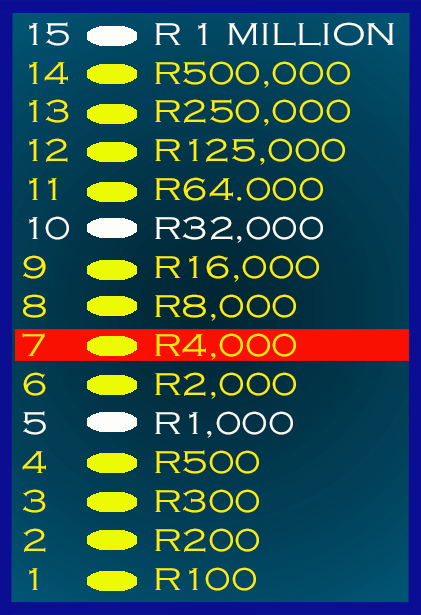 15 R 1 MILLION
14 R500,000
13 R250,000
12 R125,000
11 R64.000
10 R32,000
9 R16,000
8 R8,000
7 R4,000
6 R2,000
5 R1,000
4 R500
3 R300
2 R200
1 R100